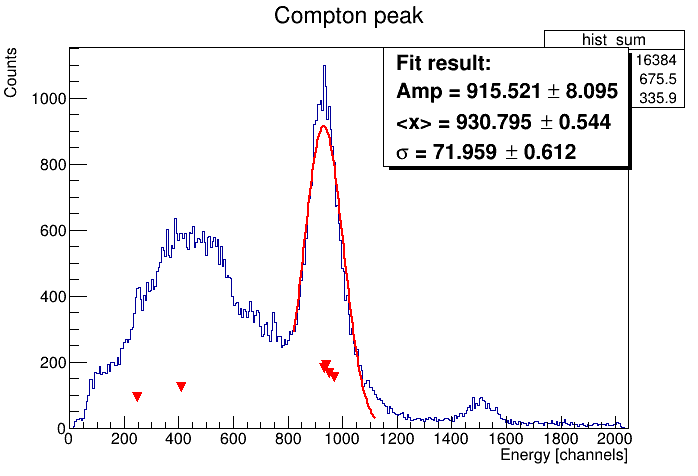 Compton peak
hist_sum
16384
675.5
335.9
Fit result:
Amp = 915.521 ± 8.095
<x> = 930.795 ± 0.544
σ = 71.959 ± 0.612
Counts
1000
800
600
400
200
0
0 200 400 600 800 1000 1200 1400 1600 1800 2000
Energy [channels]